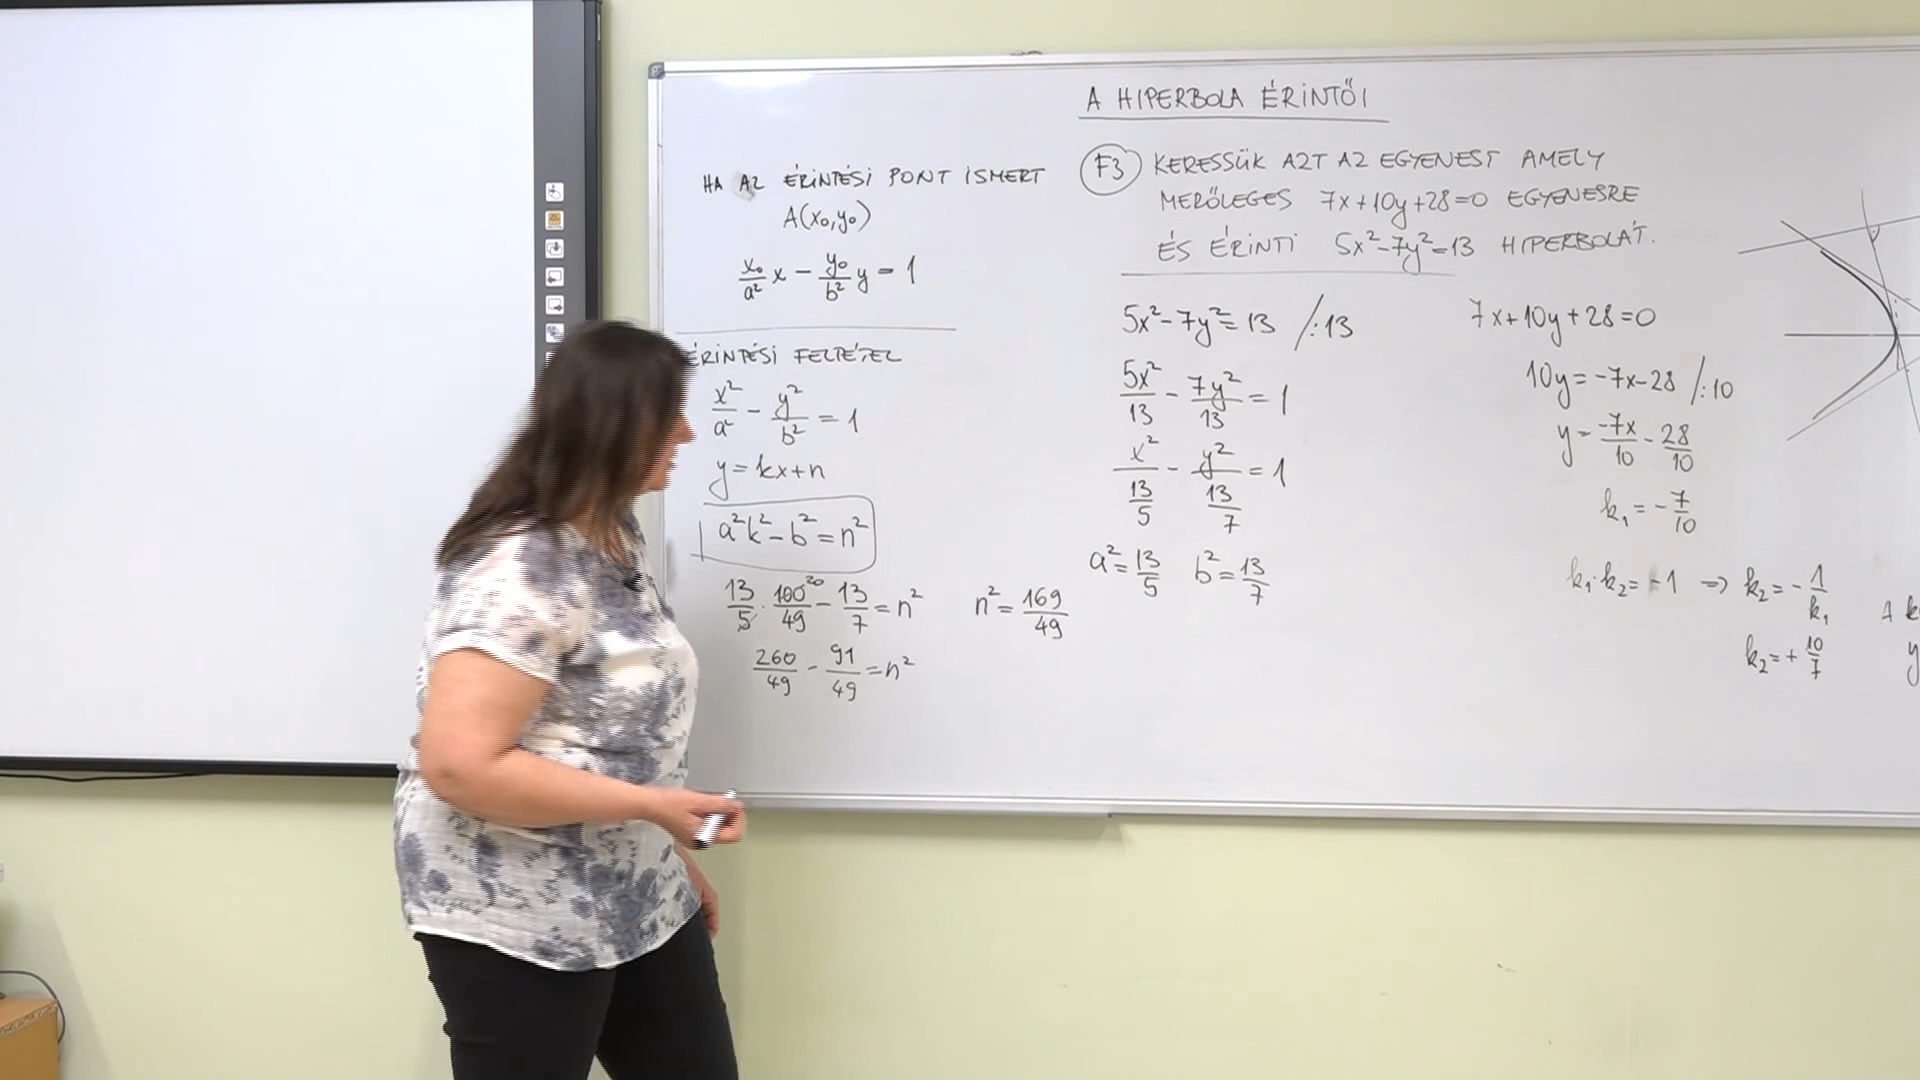 A HIPERBOLA ÉRINTŐI
HA AZ ÉRINTÉSI PONT ISMERT
A(x₀,y₀)
x₀/a² x - y₀/b² y = 1
ÉRINTÉSI FELTÉTEL
x²/a² - y²/b² = 1
y = kx+n
a²k² - b² = n²
13/5 · 100²⁰/49 - 13/7 = n²
260/49 - 91/49 = n²
n² = 169/49
F3 KERESSÜK AZT AZ EGYENEST AMELY
MERŐLEGES 7x+10y+28=0 EGYENESRE
ÉS ÉRINTI 5x²-7y²=13 HIPERBOLÁT.
5x²-7y²=13 /:13
5x²/13 - 7y²/13 = 1
x²/(13/5) - y²/(13/7) = 1
a² = 13/5 b² = 13/7
7x+10y+28=0
10y=-7x-28 /:10
y = -7x/10 - 28/10
k₁ = -7/10
k₁·k₂ = -1 ⇒ k₂ = -1/k₁
k₂ = + 10/7
A k
y